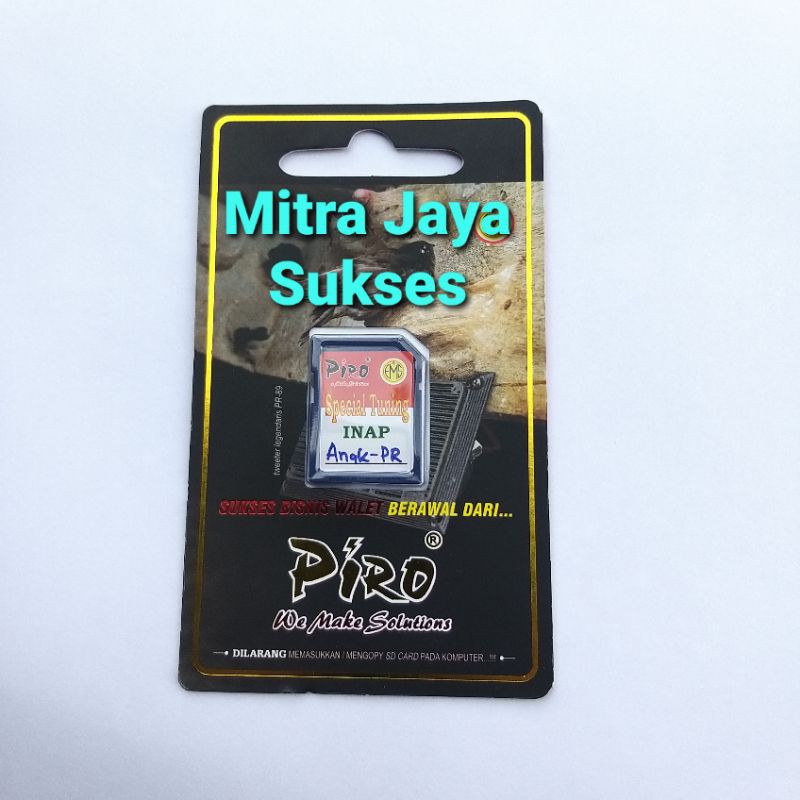 Mitra Jaya
Sukses
PIRO
Special Tuning
INAP
Anak-PR
tweeter legendaris PR-89
SUKSES BISNIS WALET BERAWAL DARI...
PIRO®
We Make Solutions
DILARANG MEMASUKKAN / MENGOPY SD CARD PADA KOMPUTER...!!!